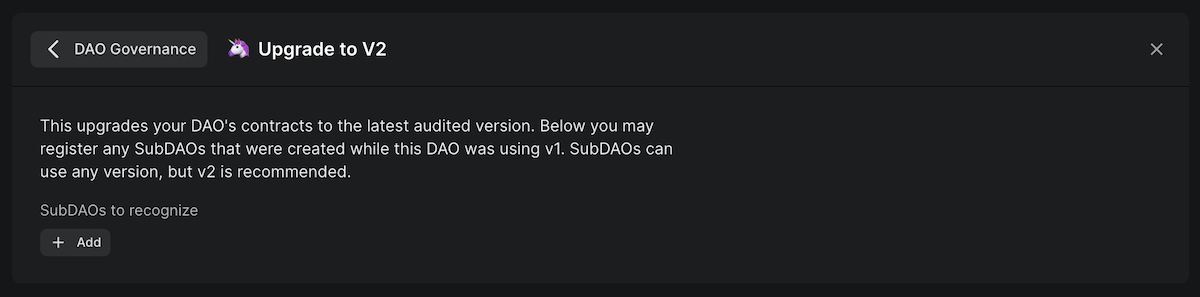 DAO Governance
🦄 Upgrade to V2
This upgrades your DAO's contracts to the latest audited version. Below you may
register any SubDAOs that were created while this DAO was using v1. SubDAOs can
use any version, but v2 is recommended.
SubDAOs to recognize
+ Add